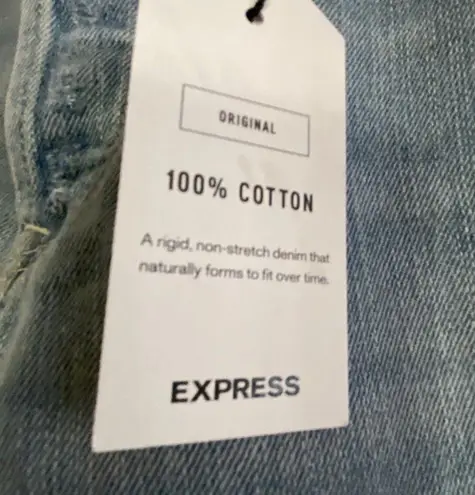 ORIGINAL
100% COTTON
A rigid, non-stretch denim that
naturally forms to fit over time.
EXPRESS